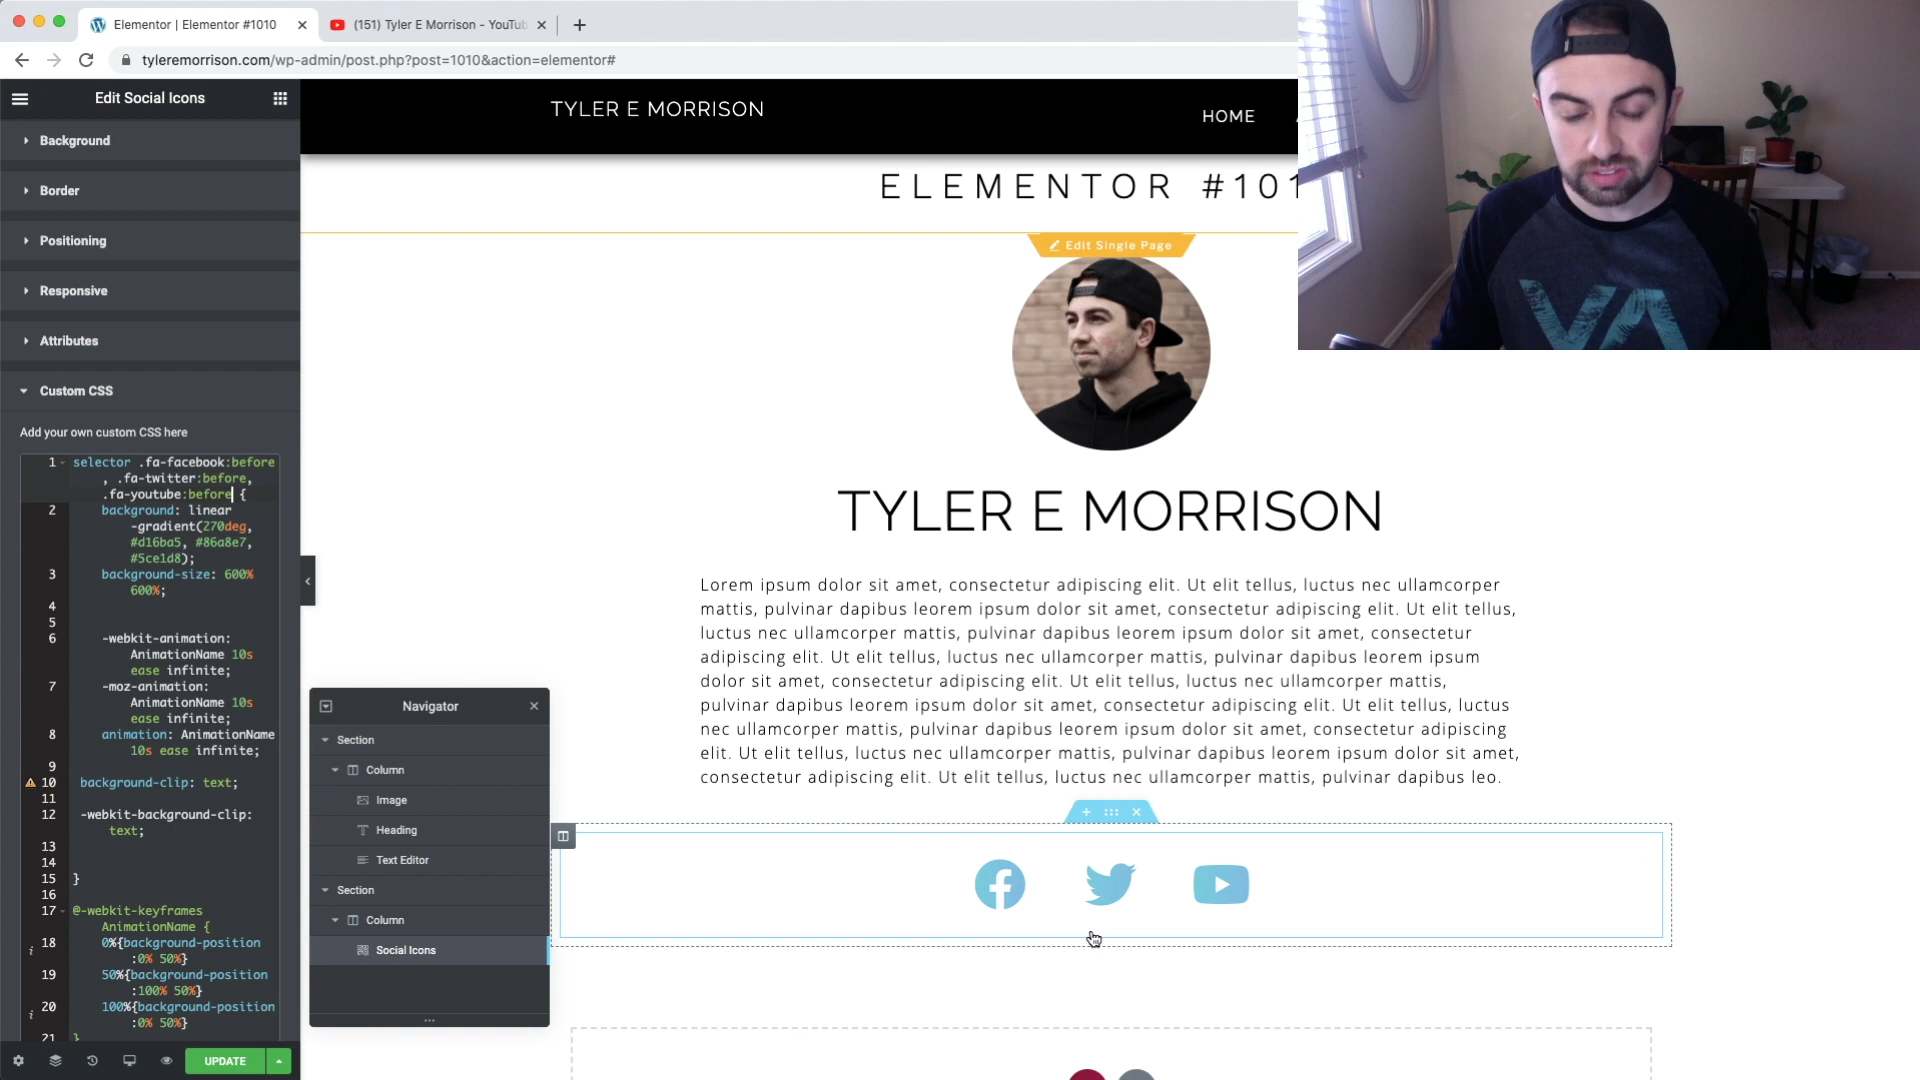 Elementor | Elementor #1010
(151) Tyler E Morrison - YouTub
tyleremorrison.com/wp-admin/post.php?post=1010&action=elementor#
Edit Social Icons
Background
Border
Positioning
Responsive
Attributes
Custom CSS
Add your own custom CSS here
1 selector .fa-facebook:before
, .fa-twitter:before,
.fa-youtube:before {
2 background: linear
-gradient(270deg,
#d16ba5, #86a8e7,
#5ce1d8);
3 background-size: 600%
600%;
4
5
6 -webkit-animation:
AnimationName 10s
ease infinite;
7 -moz-animation:
AnimationName 10s
ease infinite;
8 animation: AnimationName
10s ease infinite;
9
10 background-clip: text;
11
12 -webkit-background-clip:
text;
13
14
15 }
16
17 @-webkit-keyframes
AnimationName {
18 0%{background-position
:0% 50%}
19 50%{background-position
:100% 50%}
20 100%{background-position
:0% 50%}
21 }
UPDATE
Navigator
Section
Column
Image
Heading
Text Editor
Section
Column
Social Icons
TYLER E MORRISON
HOME
ELEMENTOR #101
Edit Single Page
TYLER E MORRISON
Lorem ipsum dolor sit amet, consectetur adipiscing elit. Ut elit tellus, luctus nec ullamcorper
mattis, pulvinar dapibus leorem ipsum dolor sit amet, consectetur adipiscing elit. Ut elit tellus,
luctus nec ullamcorper mattis, pulvinar dapibus leorem ipsum dolor sit amet, consectetur
adipiscing elit. Ut elit tellus, luctus nec ullamcorper mattis, pulvinar dapibus leorem ipsum
dolor sit amet, consectetur adipiscing elit. Ut elit tellus, luctus nec ullamcorper mattis,
pulvinar dapibus leorem ipsum dolor sit amet, consectetur adipiscing elit. Ut elit tellus, luctus
nec ullamcorper mattis, pulvinar dapibus leorem ipsum dolor sit amet, consectetur adipiscing
elit. Ut elit tellus, luctus nec ullamcorper mattis, pulvinar dapibus leorem ipsum dolor sit amet,
consectetur adipiscing elit. Ut elit tellus, luctus nec ullamcorper mattis, pulvinar dapibus leo.